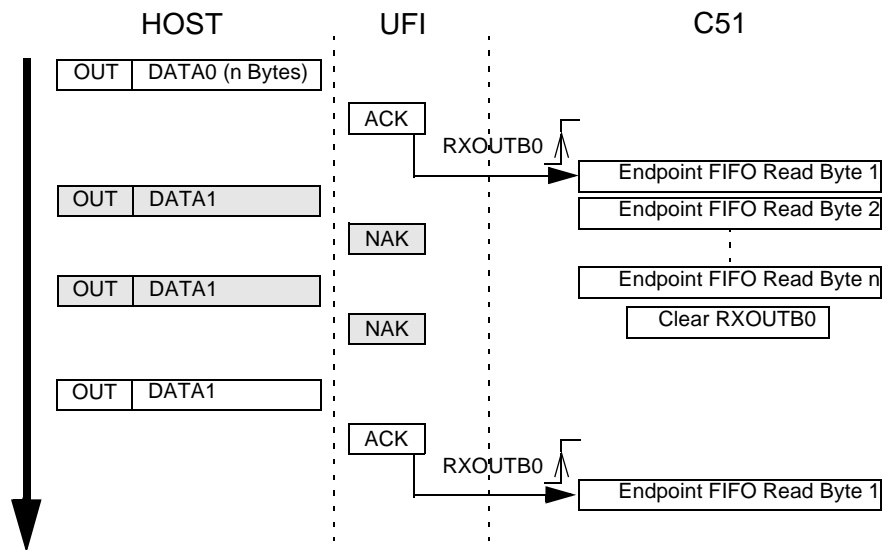 HOST UFI C51
OUT DATA0 (n Bytes)
ACK
RXOUTB0
Endpoint FIFO Read Byte 1
OUT DATA1
Endpoint FIFO Read Byte 2
NAK
OUT DATA1
Endpoint FIFO Read Byte n
NAK
Clear RXOUTB0
OUT DATA1
ACK
RXOUTB0
Endpoint FIFO Read Byte 1